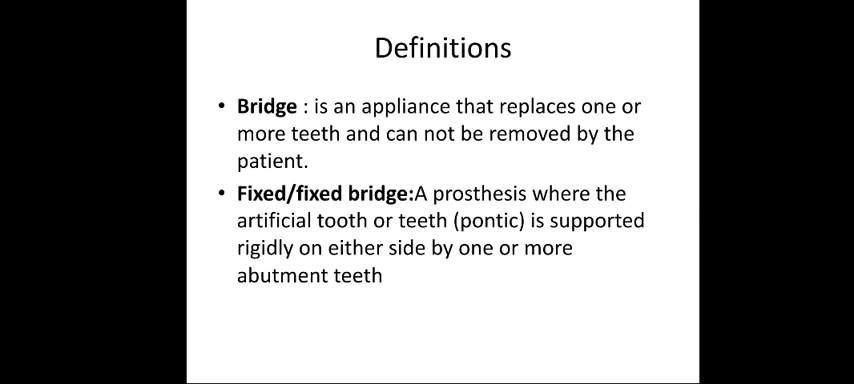 Definitions
• Bridge : is an appliance that replaces one or
more teeth and can not be removed by the
patient.
• Fixed/fixed bridge:A prosthesis where the
artificial tooth or teeth (pontic) is supported
rigidly on either side by one or more
abutment teeth